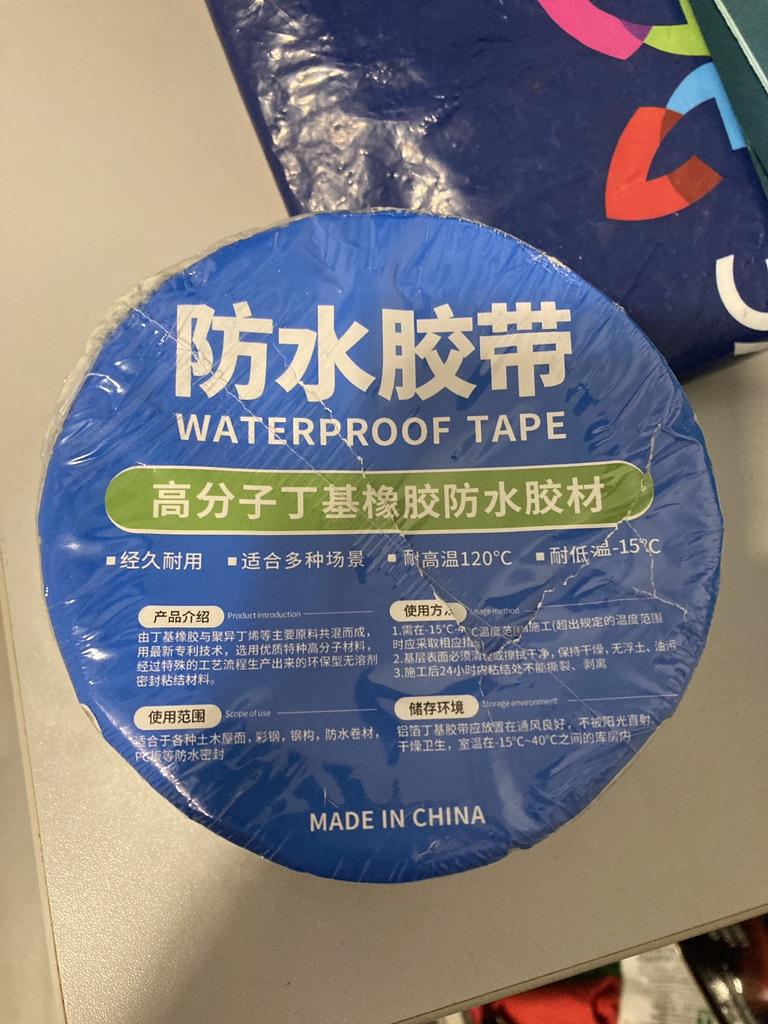 防水胶带
WATERPROOF TAPE
高分子丁基橡胶防水胶材
▪经久耐用 ▪适合多种场景 ▪耐高温120℃ ▪耐低温-15℃
产品介绍 Product introduction
由丁基橡胶与聚异丁烯等主要原料共混而成，
用最新专利技术，选用优质特种高分子材料，
经过特殊的工艺流程生产出来的环保型无溶剂
密封粘结材料。
使用方法 Usage method
1.需在-15℃-4 ℃温度范围施工(超出规定的温度范围
时应采取相应措
2.基层表面必须清理或擦拭干净，保持干燥，无浮土、油污
3.施工后24小时内粘结处不能撕裂、剥离
使用范围 Scope of use
适合于各种土木屋面，彩钢，钢构，防水卷材，
PC板等防水密封
储存环境 Storage environment
铝箔丁基胶带应放置在通风良好，不被阳光直射，
干燥卫生，室温在-15℃~40℃之间的库房内
MADE IN CHINA